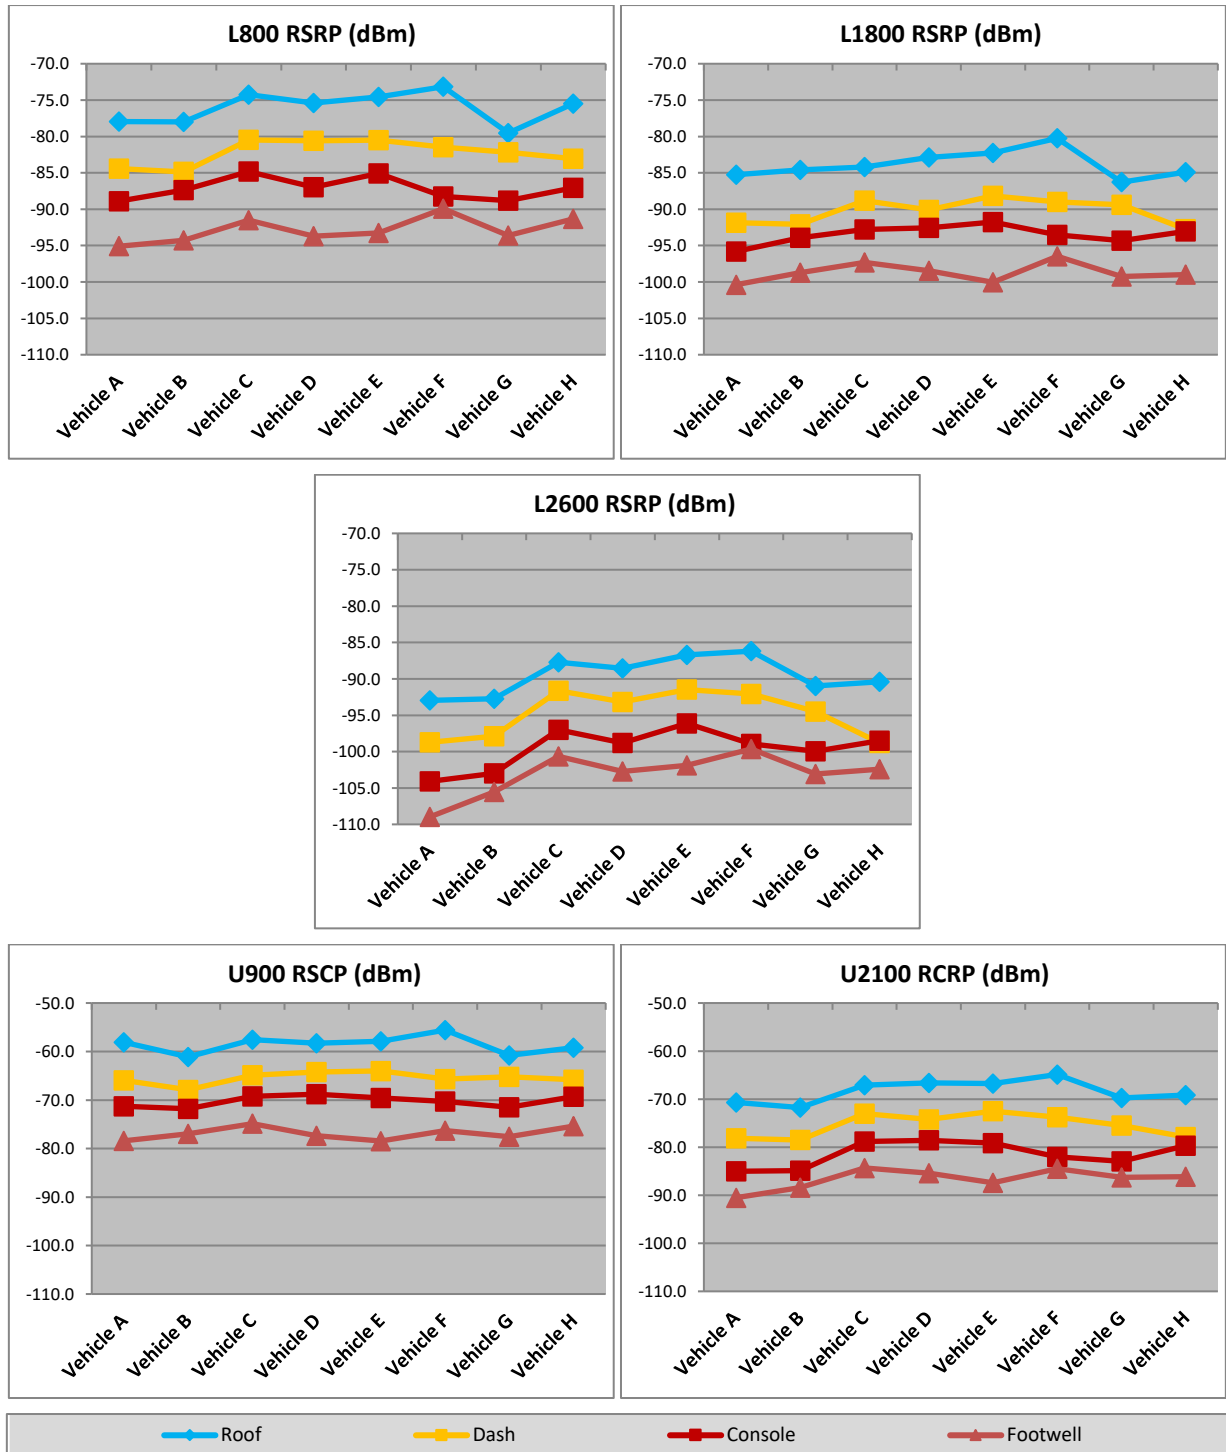 L800 RSRP (dBm)
-70.0
-75.0
-80.0
-85.0
-90.0
-95.0
-100.0
-105.0
-110.0
Vehicle A
Vehicle B
Vehicle C
Vehicle D
Vehicle E
Vehicle F
Vehicle G
Vehicle H
L1800 RSRP (dBm)
-70.0
-75.0
-80.0
-85.0
-90.0
-95.0
-100.0
-105.0
-110.0
Vehicle A
Vehicle B
Vehicle C
Vehicle D
Vehicle E
Vehicle F
Vehicle G
Vehicle H
L2600 RSRP (dBm)
-70.0
-75.0
-80.0
-85.0
-90.0
-95.0
-100.0
-105.0
-110.0
Vehicle A
Vehicle B
Vehicle C
Vehicle D
Vehicle E
Vehicle F
Vehicle G
Vehicle H
U900 RSCP (dBm)
-50.0
-60.0
-70.0
-80.0
-90.0
-100.0
-110.0
Vehicle A
Vehicle B
Vehicle C
Vehicle D
Vehicle E
Vehicle F
Vehicle G
Vehicle H
U2100 RCRP (dBm)
-50.0
-60.0
-70.0
-80.0
-90.0
-100.0
-110.0
Vehicle A
Vehicle B
Vehicle C
Vehicle D
Vehicle E
Vehicle F
Vehicle G
Vehicle H
Roof Dash Console Footwell